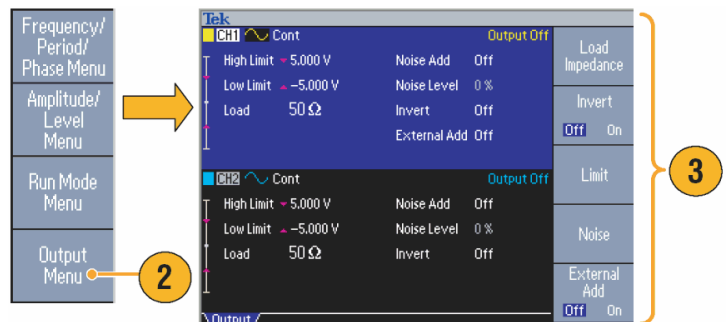 Frequency/
Period/
Phase Menu
Amplitude/
Level
Menu
Run Mode
Menu
Output
Menu
2
Tek
CH1 Cont Output Off
High Limit 5.000 V Noise Add Off
Low Limit −5.000 V Noise Level 0 %
Load 50 Ω Invert Off
External Add Off
CH2 Cont Output Off
High Limit 5.000 V Noise Add Off
Low Limit −5.000 V Noise Level 0 %
Load 50 Ω Invert Off
Output
Load
Impedance
Invert
Off On
Limit
Noise
External
Add
Off On
3